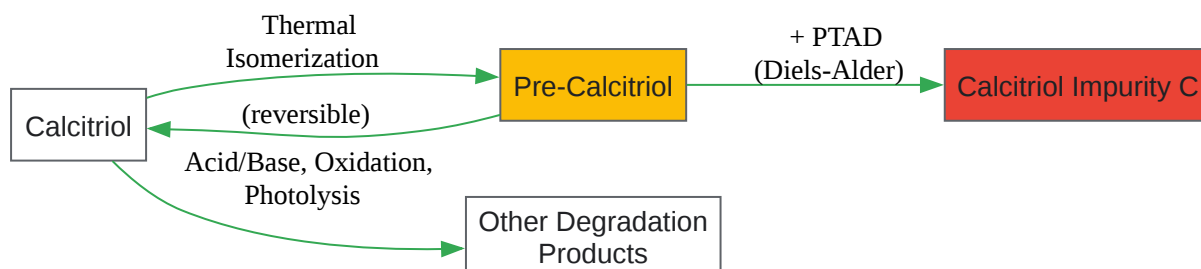 Thermal
Isomerization
+ PTAD
(Diels-Alder)
Pre-Calcitriol
Calcitriol Impurity C
Calcitriol
(reversible)
Acid/Base, Oxidation,
Photolysis
Other Degradation
Products